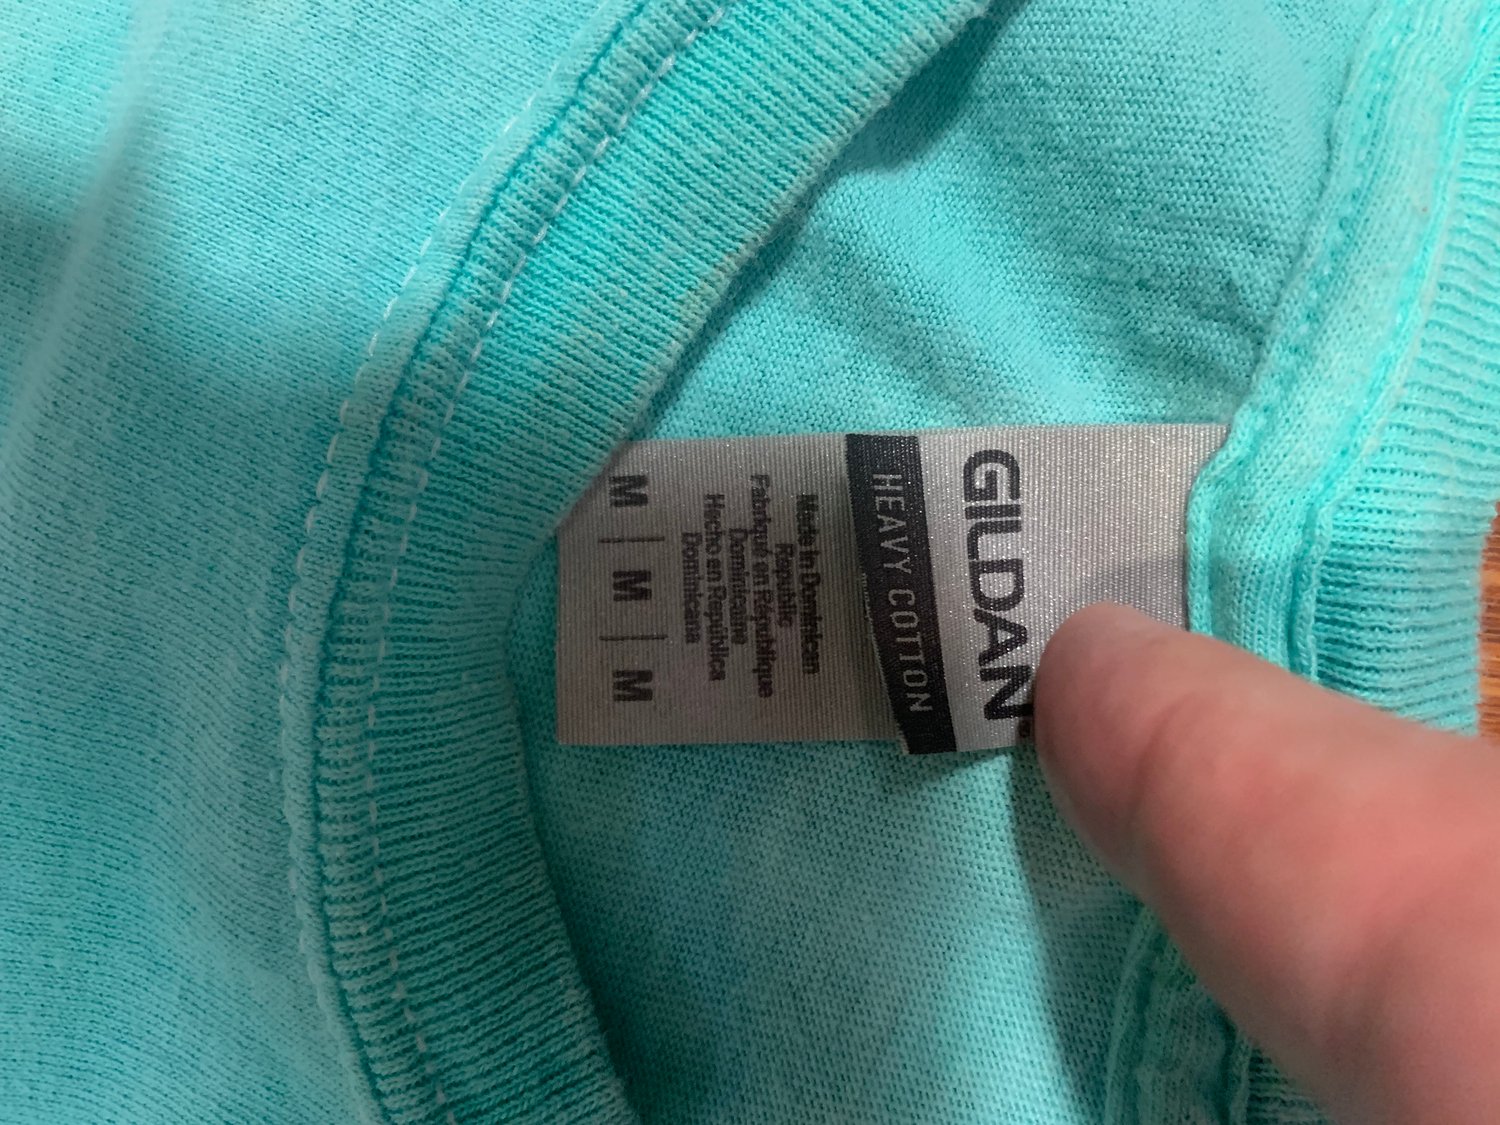 GILDAN®
HEAVY COTTON
Made in Dominican
Republic
Fabriqué en République
Dominicaine
Hecho en República
Dominicana
M | M | M